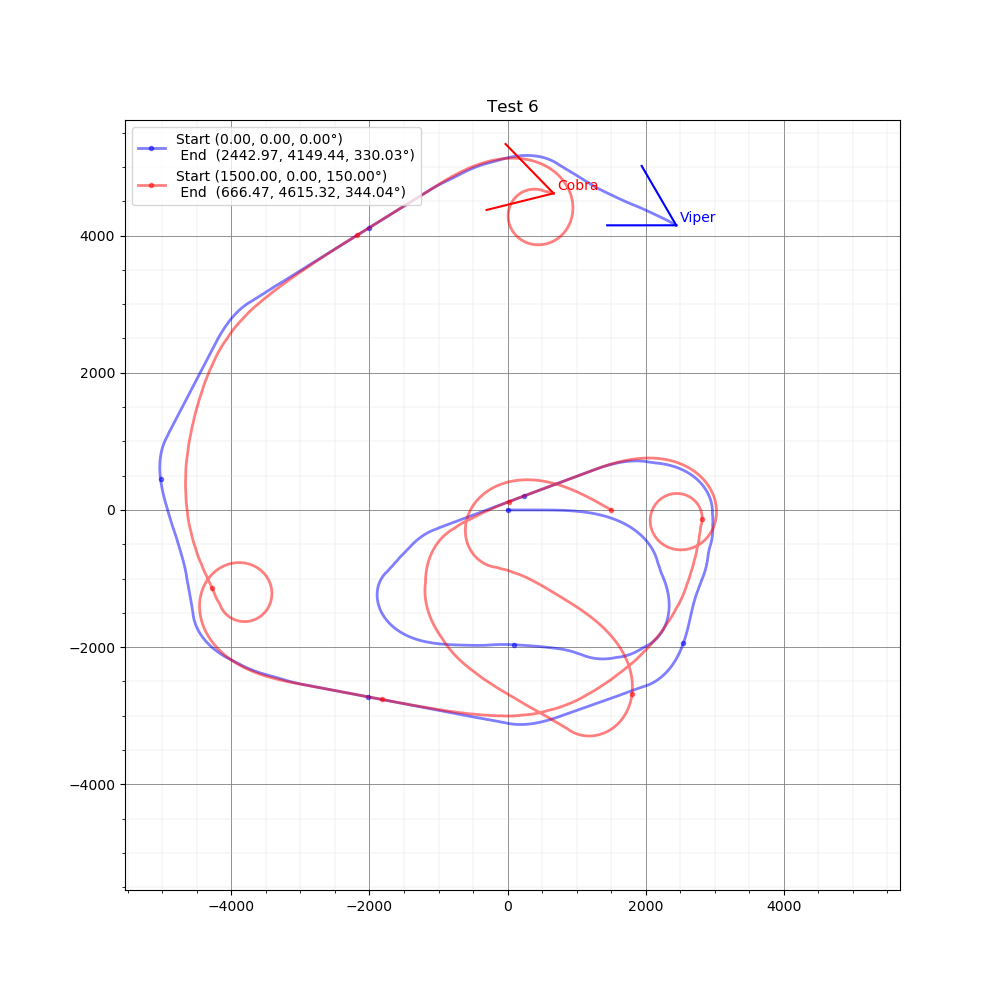 Test 6
Start (0.00, 0.00, 0.00°)
End  (2442.97, 4149.44, 330.03°)
Start (1500.00, 0.00, 150.00°)
End  (666.47, 4615.32, 344.04°)
Cobra
Viper
4000
2000
0
−2000
−4000
−4000 −2000 0 2000 4000